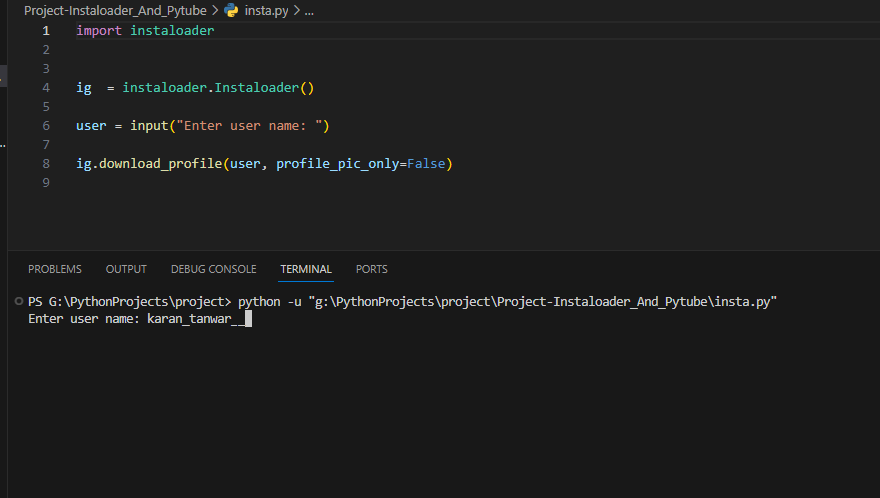 Project-Instaloader_And_Pytube > insta.py > ...
1 import instaloader
2
3
4 ig  = instaloader.Instaloader()
5
6 user = input("Enter user name: ")
7
8 ig.download_profile(user, profile_pic_only=False)
9
PROBLEMS OUTPUT DEBUG CONSOLE TERMINAL PORTS
PS G:\PythonProjects\project> python -u "g:\PythonProjects\project\Project-Instaloader_And_Pytube\insta.py"
Enter user name: karan_tanwar__